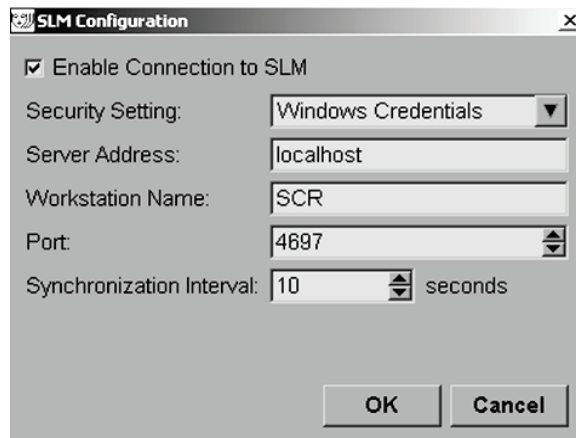 SLM Configuration
Enable Connection to SLM
Security Setting: Windows Credentials
Server Address: localhost
Workstation Name: SCR
Port: 4697
Synchronization Interval: 10 seconds
OK Cancel